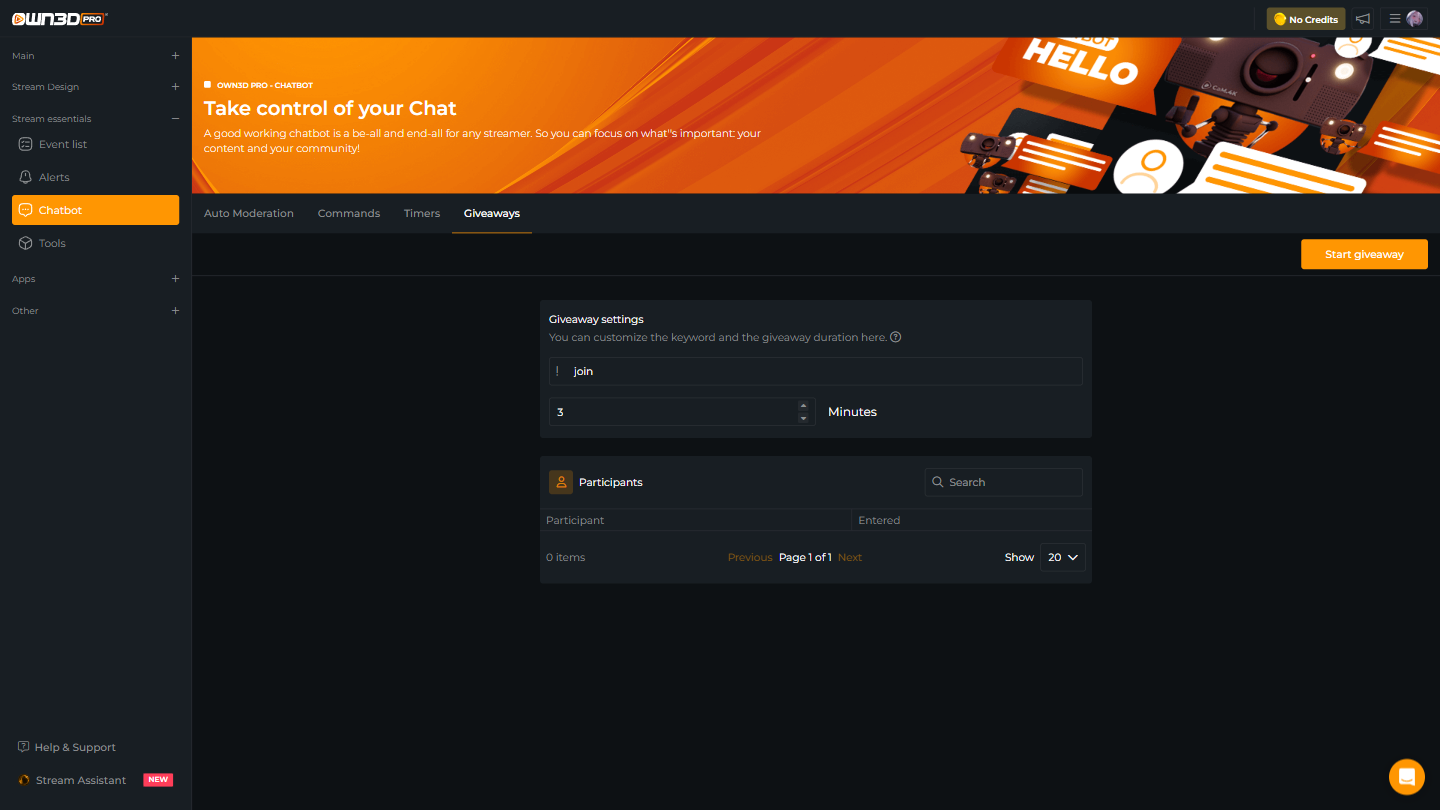 OWN3D PRO
No Credits
Main
Stream Design
Stream essentials
Event list
Alerts
Chatbot
Tools
Apps
Other
Help & Support
Stream Assistant NEW
OWN3D PRO - CHATBOT
Take control of your Chat
A good working chatbot is a be-all and end-all for any streamer. So you can focus on what"s important: your
content and your community!
HELLO
Auto Moderation Commands Timers Giveaways
Start giveaway
Giveaway settings
You can customize the keyword and the giveaway duration here.
! join
3 Minutes
Participants Search
Participant Entered
0 items Previous Page 1 of 1 Next Show 20